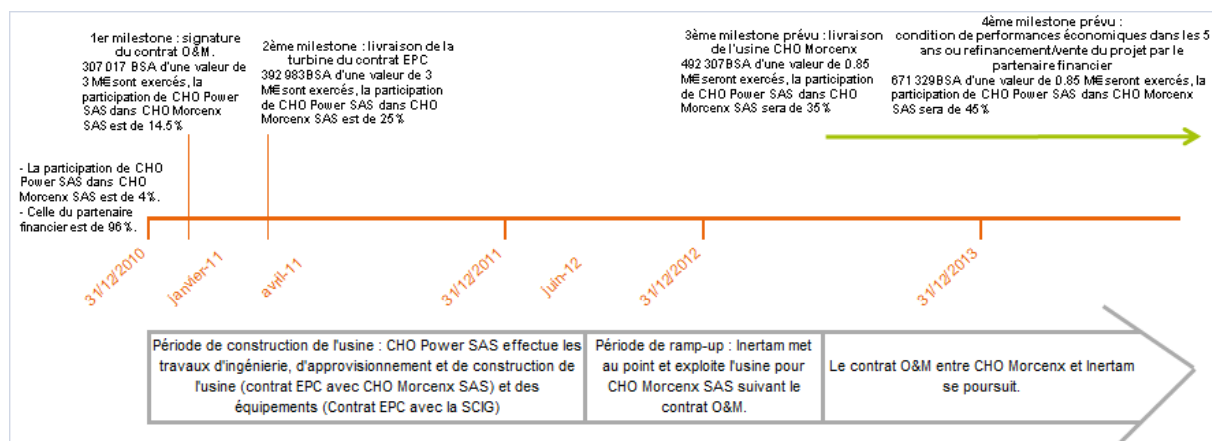 1er milestone : signature
du contrat O&M.
307 017 BSA d'une valeur de
3 M€ sont exercés, la
participation de CHO Power
SAS dans CHO Morcenx
SAS est de 14.5%
2ème milestone : livraison de la
turbine du contrat EPC
392 983BSA d'une valeur de 3
M€ sont exercés, la participation
de CHO Power SAS dans CHO
Morcenx SAS est de 25%
3ème milestone prévu : livraison
de l'usine CHO Morcenx
492 307BSA d'une valeur de 0.85
M€ seront exercés, la participation
de CHO Power SAS dans CHO
Morcenx SAS sera de 35%
4ème milestone prévu :
condition de performances économiques dans les 5
ans ou refinancement/vente du projet par le
partenaire financier
671 329BSA d'une valeur de 0.85 M€ seront exercés, la
participation de CHO Power SAS dans CHO Morcenx
SAS sera de 45%
- La participation de CHO
Power SAS dans CHO
Morcenx SAS est de 4%.
- Celle du partenaire
financier est de 96%.
31/12/2010
janvier-11
avril-11
31/12/2011
juin-12
31/12/2012
31/12/2013
Période de construction de l'usine : CHO Power SAS effectue les
travaux d'ingénierie, d'approvisionnement et de construction de
l'usine (contrat EPC avec CHO Morcenx SAS) et des
équipements (Contrat EPC avec la SCIG)
Période de ramp-up : Inertam met
au point et exploite l'usine pour
CHO Morcenx SAS suivant le
contrat O&M.
Le contrat O&M entre CHO Morcenx et Inertam
se poursuit.